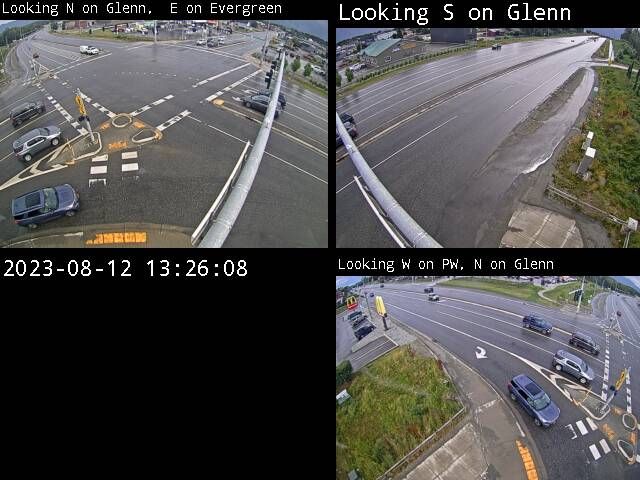 Looking N on Glenn,  E on Evergreen
Looking S on Glenn
2023-08-12 13:26:08
Looking W on PW, N on Glenn